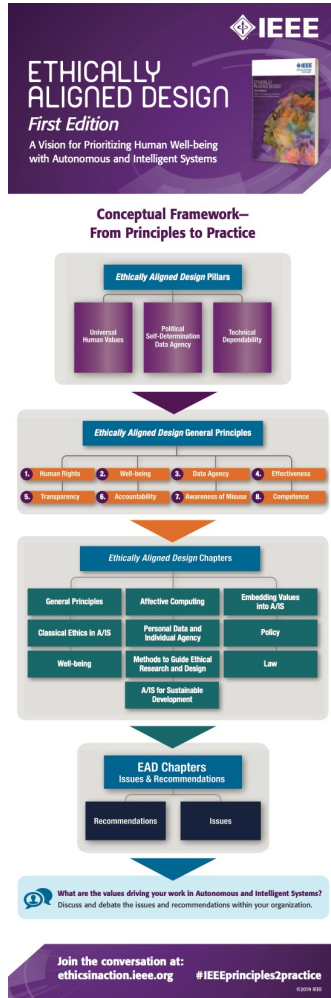 IEEE
ETHICALLY
ALIGNED DESIGN
First Edition
A Vision for Prioritizing Human Well-being
with Autonomous and Intelligent Systems
IEEE
ETHICALLY
ALIGNED DESIGN
Conceptual Framework—
From Principles to Practice
Ethically Aligned Design Pillars
Universal
Human Values
Political
Self-Determination
Data Agency
Technical
Dependability
Ethically Aligned Design General Principles
1. Human Rights
2. Well-being
3. Data Agency
4. Effectiveness
5. Transparency
6. Accountability
7. Awareness of Misuse
8. Competence
Ethically Aligned Design Chapters
General Principles
Affective Computing
Embedding Values
into A/IS
Classical Ethics in A/IS
Personal Data and
Individual Agency
Policy
Well-being
Methods to Guide Ethical
Research and Design
Law
A/IS for Sustainable
Development
EAD Chapters
Issues & Recommendations
Recommendations
Issues
What are the values driving your work in Autonomous and Intelligent Systems?
Discuss and debate the issues and recommendations within your organization.
Join the conversation at:
ethicsinaction.ieee.org
#IEEEprinciples2practice
©2019 IEEE